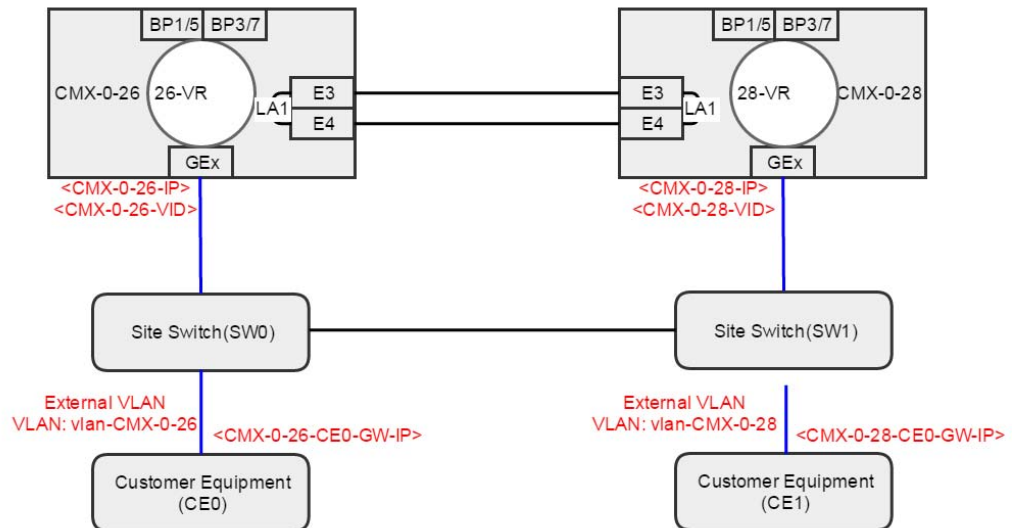 BP1/5 BP3/7
BP1/5 BP3/7
CMX-0-26 26-VR LA1 E3
E4
E3 LA1 28-VR CMX-0-28
E4
GEx
GEx
<CMX-0-26-IP>
<CMX-0-26-VID>
<CMX-0-28-IP>
<CMX-0-28-VID>
Site Switch(SW0)
Site Switch(SW1)
External VLAN
VLAN: vlan-CMX-0-26
<CMX-0-26-CE0-GW-IP>
External VLAN
VLAN: vlan-CMX-0-28
<CMX-0-28-CE0-GW-IP>
Customer Equipment
(CE0)
Customer Equipment
(CE1)